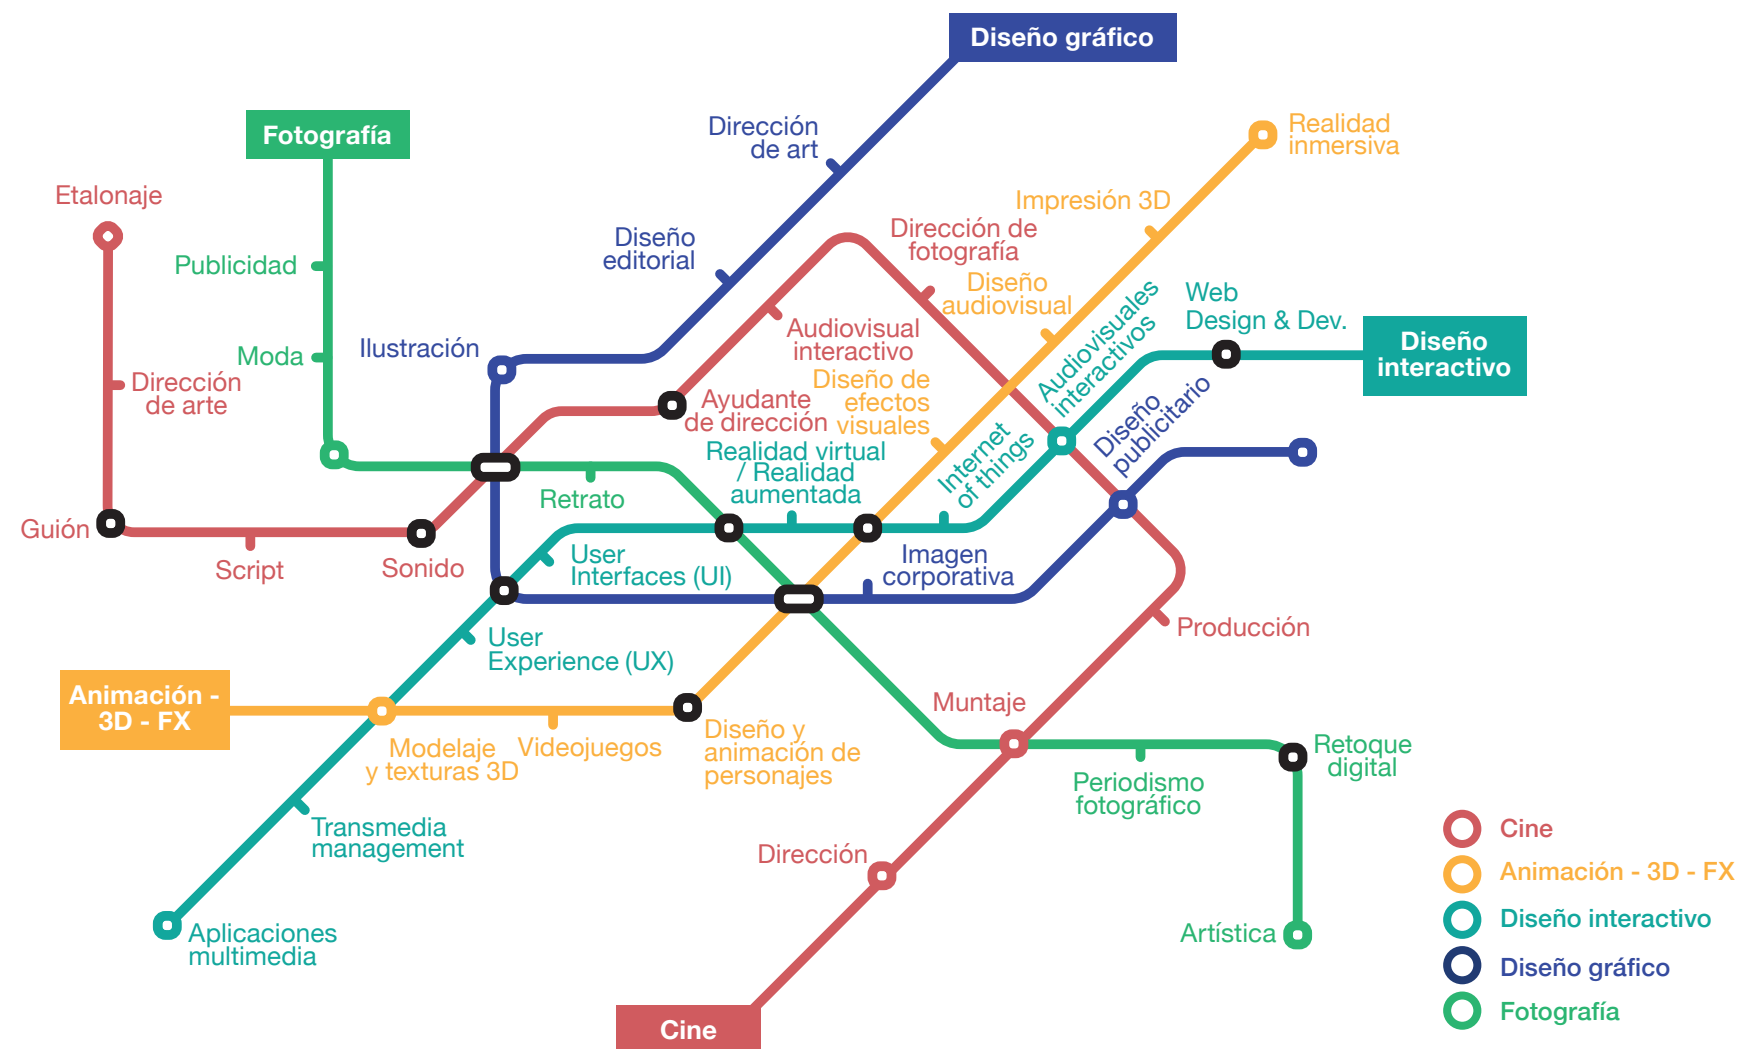 Diseño gráfico
Fotografía
Dirección
de art
Realidad
inmersiva
Etalonaje
Impresión 3D
Diseño
editorial
Dirección de
fotografía
Publicidad
Diseño
audiovisual
Audiovisuales
interactivos
Web
Design & Dev.
Diseño
interactivo
Audiovisual
interactivo
Ilustración
Moda
Dirección
de arte
Diseño de
efectos
visuales
Ayudante
de dirección
Diseño
publicitario
Internet
of things
Realidad virtual
/ Realidad
aumentada
Retrato
Guión
Script
Sonido
User
Interfaces (UI)
Imagen
corporativa
User
Experience (UX)
Producción
Animación -
3D - FX
Muntaje
Modelaje
y texturas 3D
Videojuegos
Diseño y
animación de
personajes
Retoque
digital
Periodismo
fotográfico
Transmedia
management
Dirección
Aplicaciones
multimedia
Artística
Cine
Cine
Animación - 3D - FX
Diseño interactivo
Diseño gráfico
Fotografía